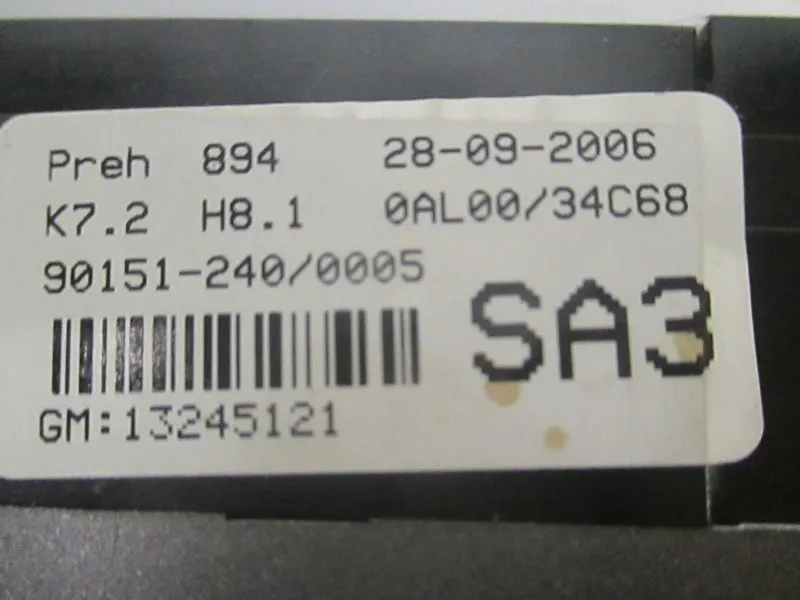 Preh 894 28-09-2006
K7.2 H8.1 0AL00/34C68
90151-240/0005
SA3
GM:13245121